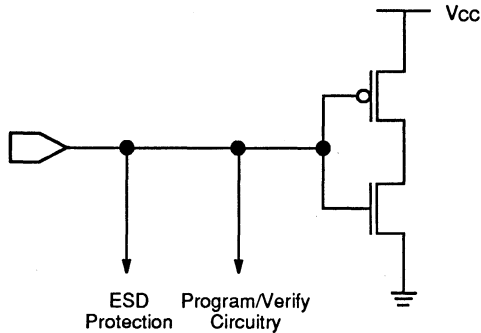 VCC
ESD
Protection
Program/Verify
Circuitry